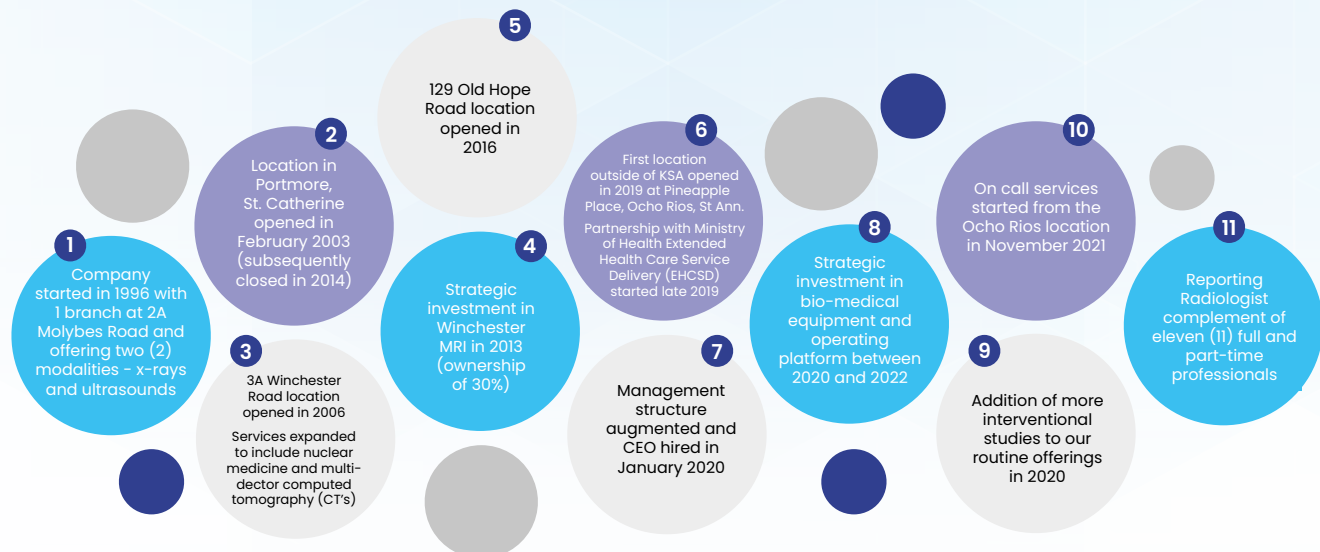 1
Company
started in 1996 with
1 branch at 2A
Molybes Road and
offering two (2)
modalities - x-rays
and ultrasounds
2
Location in
Portmore,
St. Catherine
opened in
February 2003
(subsequently
closed in 2014)
3
3A Winchester
Road location
opened in 2006
Services expanded
to include nuclear
medicine and multi-
dector computed
tomography (CT's)
4
Strategic
investment in
Winchester
MRI in 2013
(ownership
of 30%)
5
129 Old Hope
Road location
opened in
2016
6
First location
outside of KSA opened
in 2019 at Pineapple
Place, Ocho Rios, St Ann.
Partnership with Ministry
of Health Extended
Health Care Service
Delivery (EHCSD)
started late 2019
7
Management
structure
augmented and
CEO hired in
January 2020
8
Strategic
investment in
bio-medical
equipment and
operating
platform between
2020 and 2022
9
Addition of more
interventional
studies to our
routine offerings
in 2020
10
On call services
started from the
Ocho Rios location
in November 2021
11
Reporting
Radiologist
complement of
eleven (11) full and
part-time
professionals